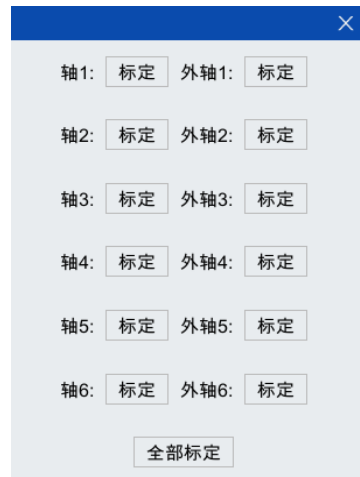 轴1: 标定 外轴1: 标定
轴2: 标定 外轴2: 标定
轴3: 标定 外轴3: 标定
轴4: 标定 外轴4: 标定
轴5: 标定 外轴5: 标定
轴6: 标定 外轴6: 标定
全部标定